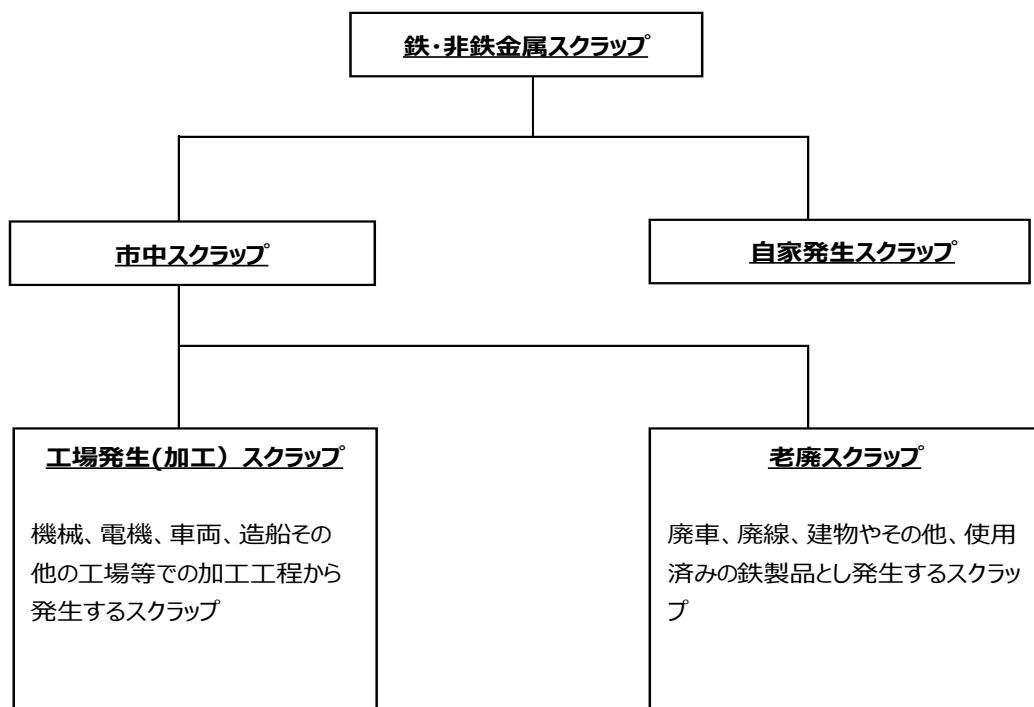 鉄・非鉄金属スクラップ
市中スクラップ
自家発生スクラップ
工場発生(加工）スクラップ
機械、電機、車両、造船その
他の工場等での加工工程から
発生するスクラップ
老廃スクラップ
廃車、廃線、建物やその他、使用
済みの鉄製品とし発生するスクラッ
プ